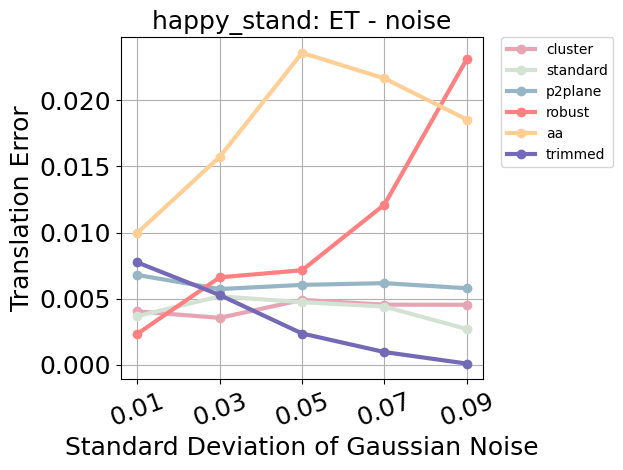 happy_stand: ET - noise
Translation Error
0.020
0.015
0.010
0.005
0.000
0.01
0.03
0.05
0.07
0.09
Standard Deviation of Gaussian Noise
cluster
standard
p2plane
robust
aa
trimmed